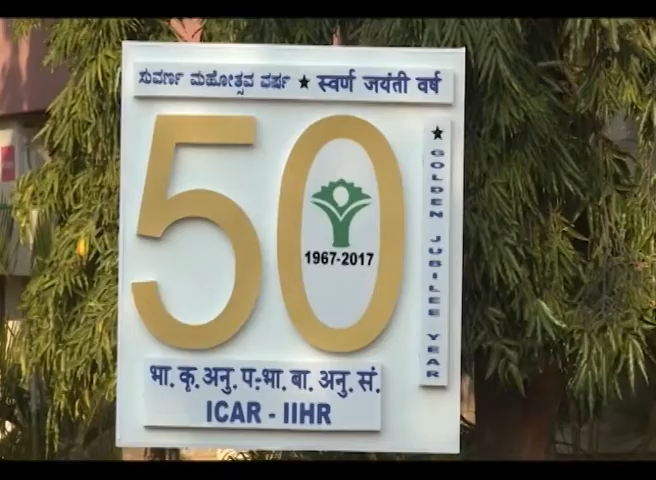 ಸುವರ್ಣ ಮಹೋತ್ಸವ ವರ್ಷ ★ स्वर्ण जयंती वर्ष
50
1967-2017
GOLDEN JUBILEE YEAR
भा. कृ. अनु. प.-भा. बा. अनु. सं.
ICAR - IIHR